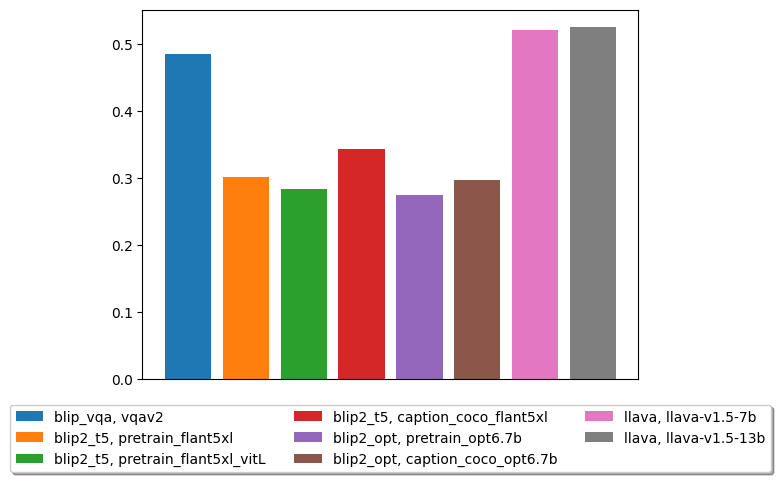 0.5
0.4
0.3
0.2
0.1
0.0
blip_vqa, vqav2
blip2_t5, pretrain_flant5xl
blip2_t5, pretrain_flant5xl_vitL
blip2_t5, caption_coco_flant5xl
blip2_opt, pretrain_opt6.7b
blip2_opt, caption_coco_opt6.7b
llava, llava-v1.5-7b
llava, llava-v1.5-13b